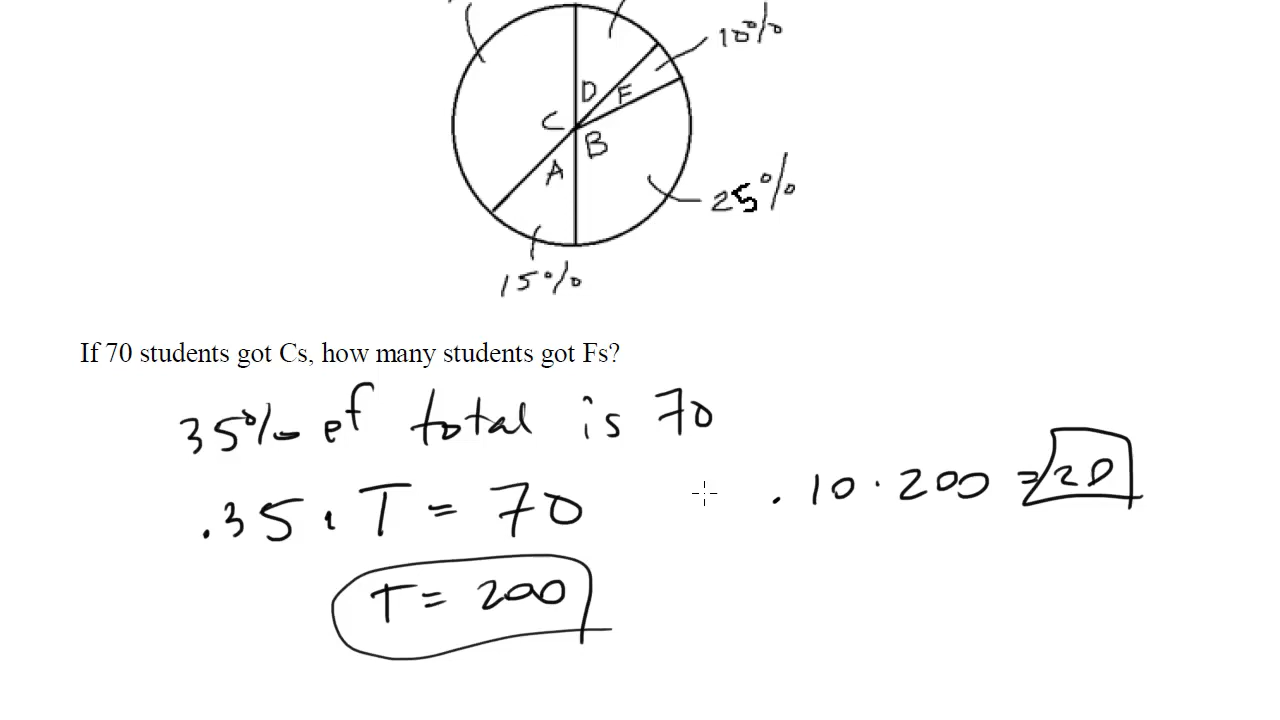 10%
D
F
C
B
A
25%
15%
If 70 students got Cs, how many students got Fs?
35% of total is 70
.35 . T = 70
.10 . 200 = 20
T = 200